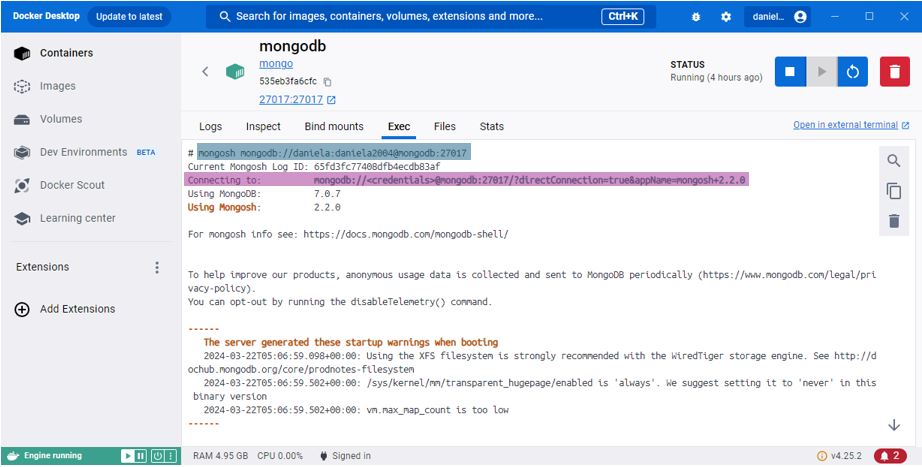 Docker Desktop Update to latest Search for images, containers, volumes, extensions and more... Ctrl+K daniel...
Containers
Images
Volumes
Dev Environments BETA
Docker Scout
Learning center
Extensions
Add Extensions
mongodb
mongo
535eb3fa6cfc
27017:27017
STATUS
Running (4 hours ago)
Logs Inspect Bind mounts Exec Files Stats
Open in external terminal
# mongosh mongodb://daniela:daniela2004@mongodb:27017
Current Mongosh Log ID: 65fd3fc77408dfb4ecdb83af
Connecting to: mongodb://<credentials>@mongodb:27017/?directConnection=true&appName=mongosh+2.2.0
Using MongoDB: 7.0.7
Using Mongosh: 2.2.0
For mongosh info see: https://docs.mongodb.com/mongodb-shell/
To help improve our products, anonymous usage data is collected and sent to MongoDB periodically (https://www.mongodb.com/legal/pri
vacy-policy).
You can opt-out by running the disableTelemetry() command.
------
The server generated these startup warnings when booting
2024-03-22T05:06:59.098+00:00: Using the XFS filesystem is strongly recommended with the WiredTiger storage engine. See http://d
ochub.mongodb.org/core/prodnotes-filesystem
2024-03-22T05:06:59.502+00:00: /sys/kernel/mm/transparent_hugepage/enabled is 'always'. We suggest setting it to 'never' in this
binary version
2024-03-22T05:06:59.502+00:00: vm.max_map_count is too low
------
Engine running RAM 4.95 GB CPU 0.00% Signed in v4.25.2 2